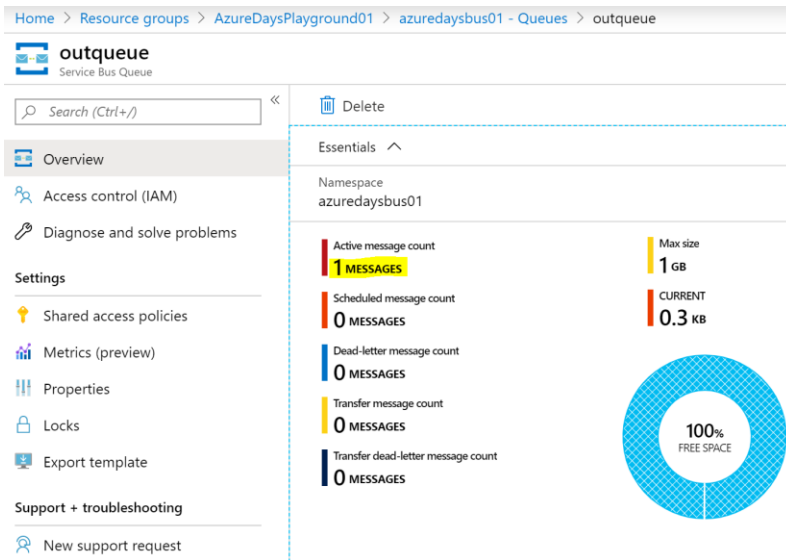 Home > Resource groups > AzureDaysPlayground01 > azuredaysbus01 - Queues > outqueue
outqueue
Service Bus Queue
Search (Ctrl+/)
«
Overview
Access control (IAM)
Diagnose and solve problems
Settings
Shared access policies
Metrics (preview)
Properties
Locks
Export template
Support + troubleshooting
New support request
Delete
Essentials
Namespace
azuredaysbus01
Active message count
1 MESSAGES
Scheduled message count
0 MESSAGES
Dead-letter message count
0 MESSAGES
Transfer message count
0 MESSAGES
Transfer dead-letter message count
0 MESSAGES
Max size
1 GB
CURRENT
0.3 KB
100%
FREE SPACE